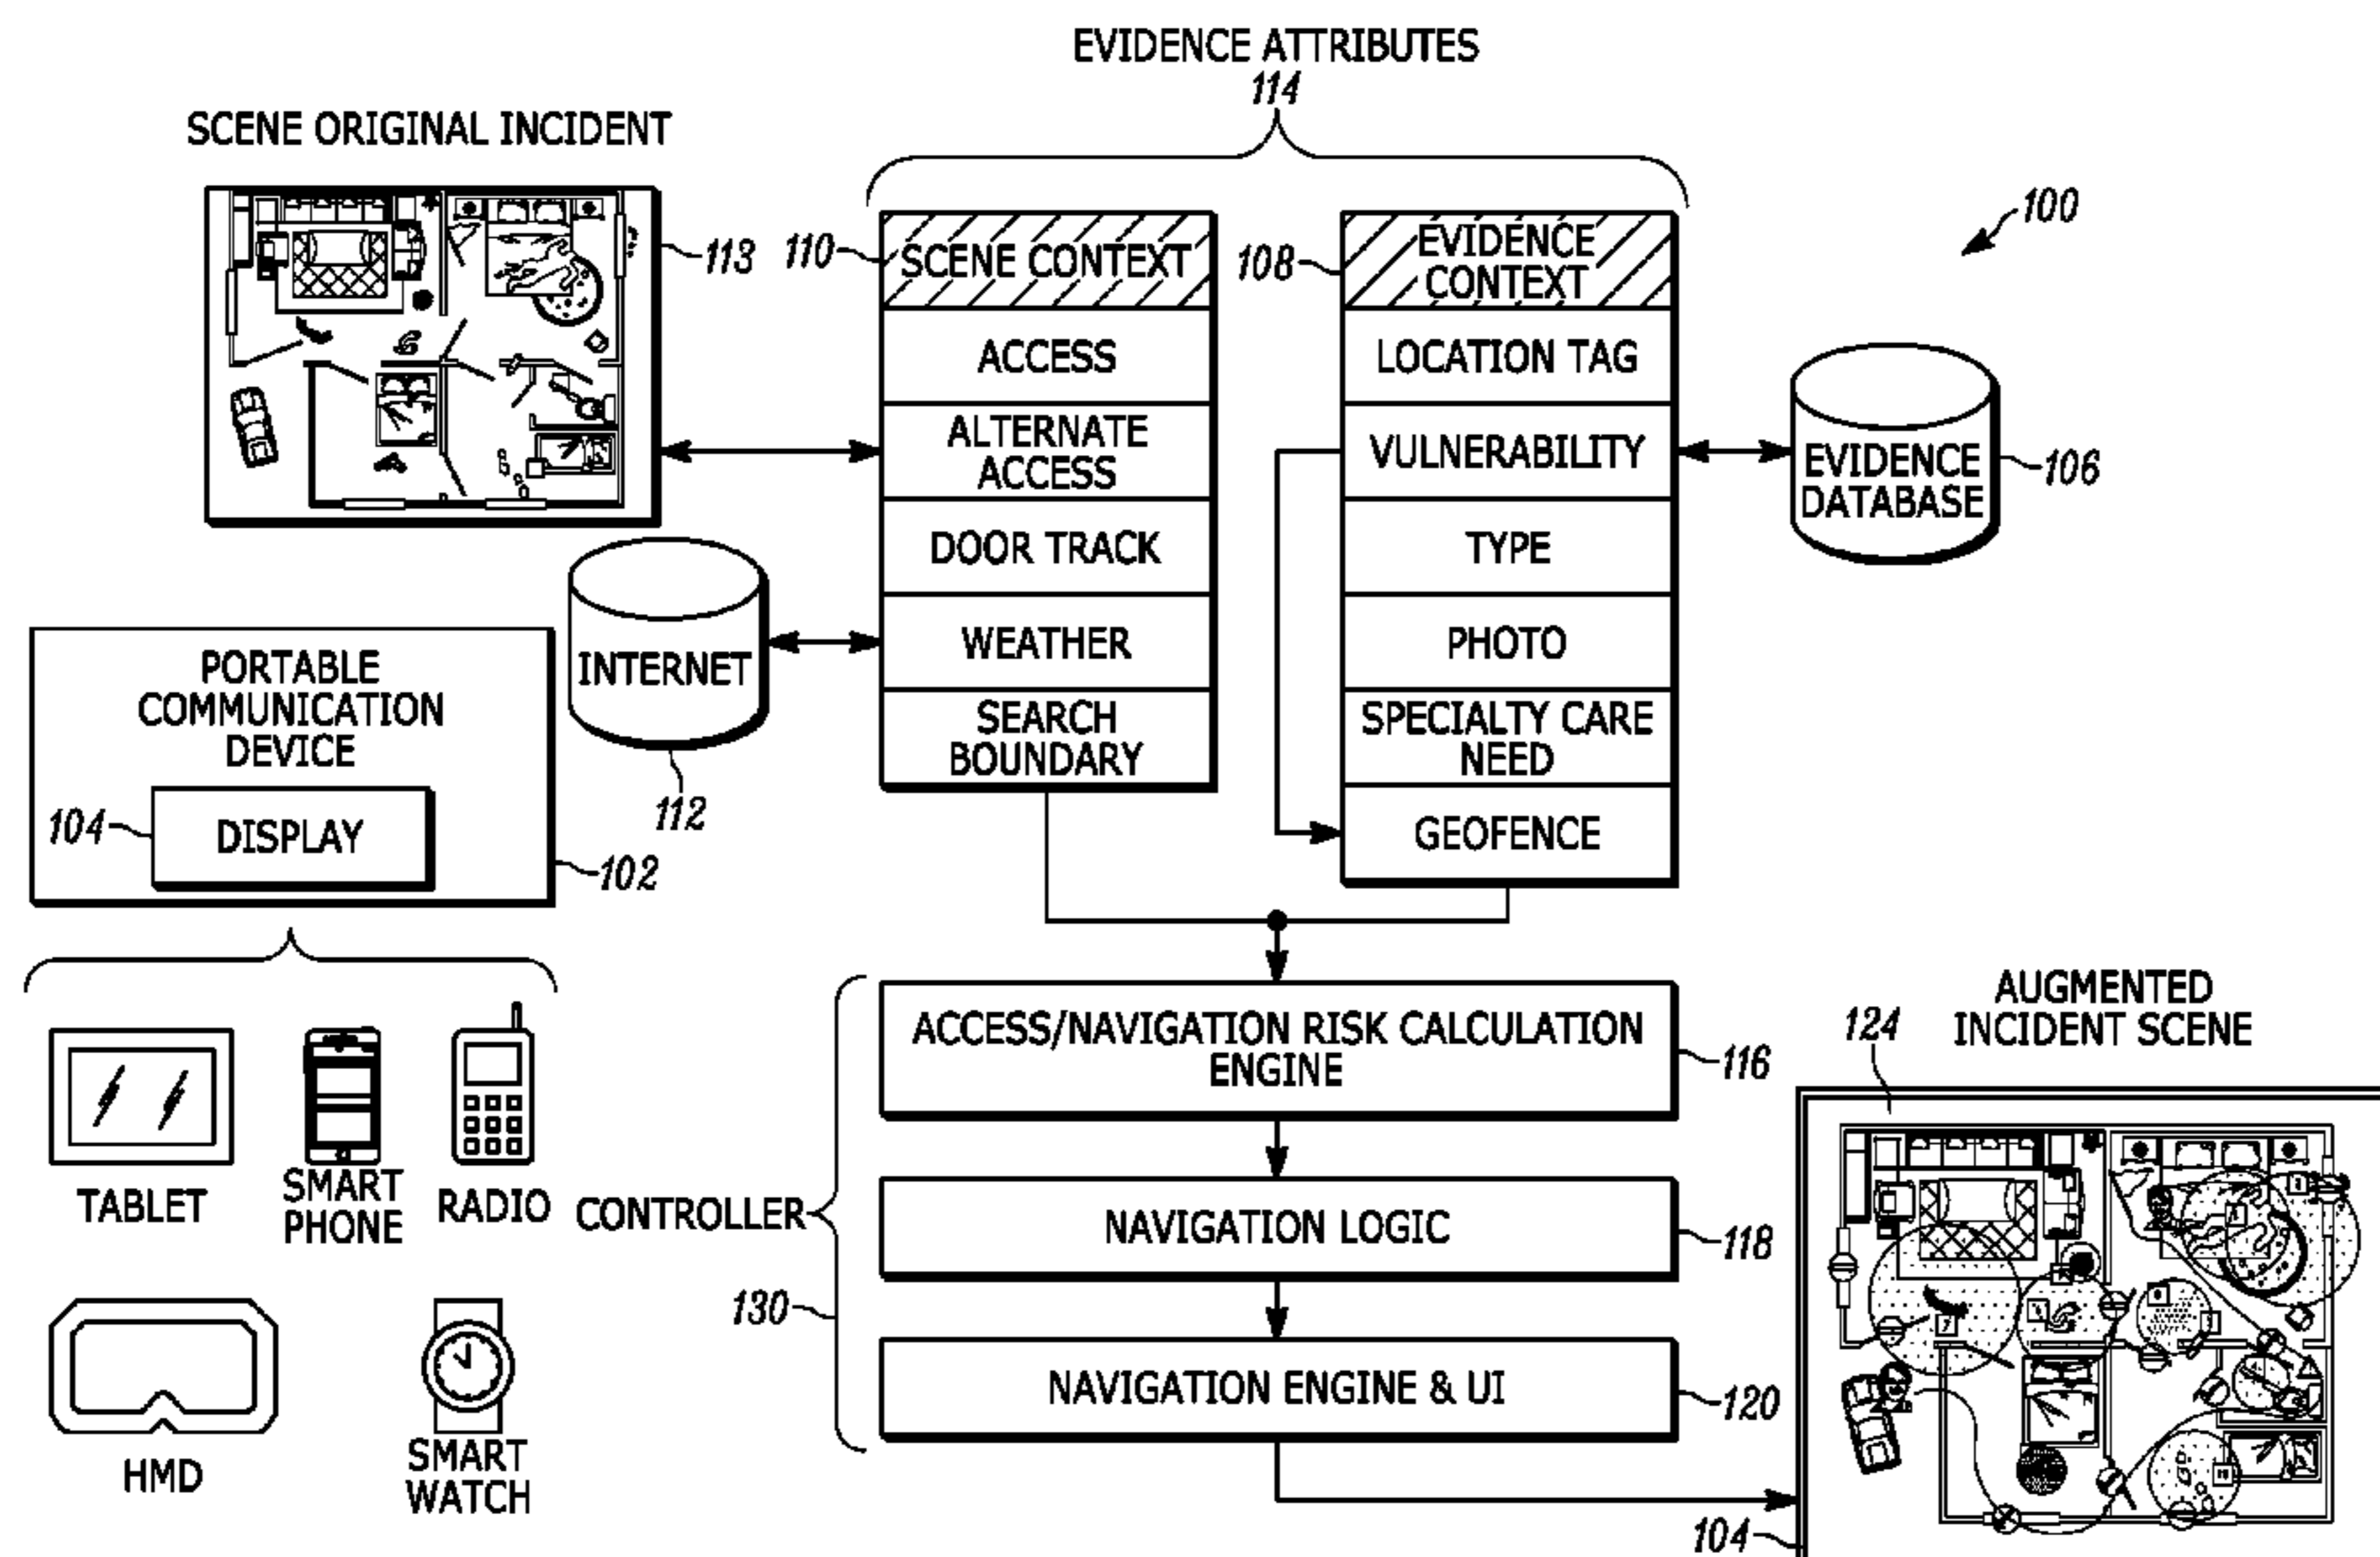 EVIDENCE ATTRIBUTES
114
SCENE ORIGINAL INCIDENT
113
110
SCENE CONTEXT
ACCESS
ALTERNATE
ACCESS
DOOR TRACK
WEATHER
SEARCH
BOUNDARY
108
EVIDENCE
CONTEXT
LOCATION TAG
VULNERABILITY
TYPE
PHOTO
SPECIALTY CARE
NEED
GEOFENCE
100
EVIDENCE
DATABASE
106
INTERNET
112
PORTABLE
COMMUNICATION
DEVICE
104
DISPLAY
102
TABLET
SMART
PHONE
RADIO
HMD
SMART
WATCH
CONTROLLER
130
ACCESS/NAVIGATION RISK CALCULATION
ENGINE
116
NAVIGATION LOGIC
118
NAVIGATION ENGINE & UI
120
AUGMENTED
INCIDENT SCENE
124
7
104